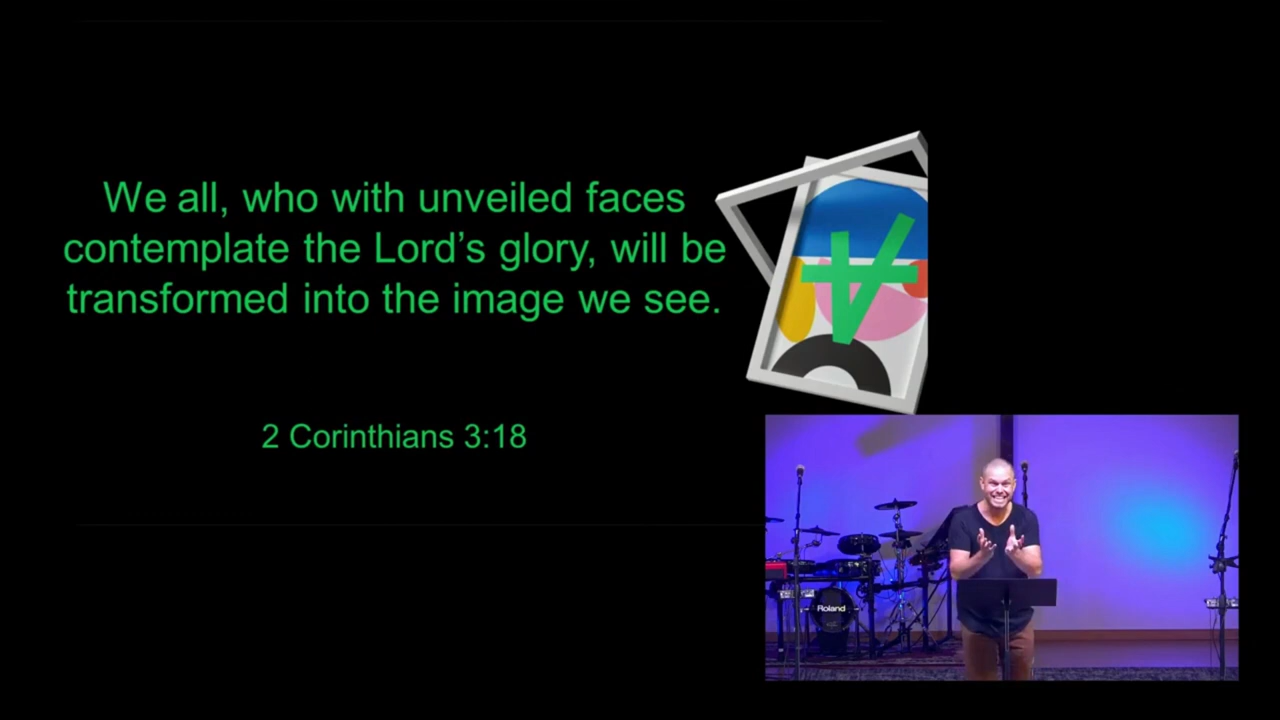 We all, who with unveiled faces
contemplate the Lord’s glory, will be
transformed into the image we see.
2 Corinthians 3:18
Roland